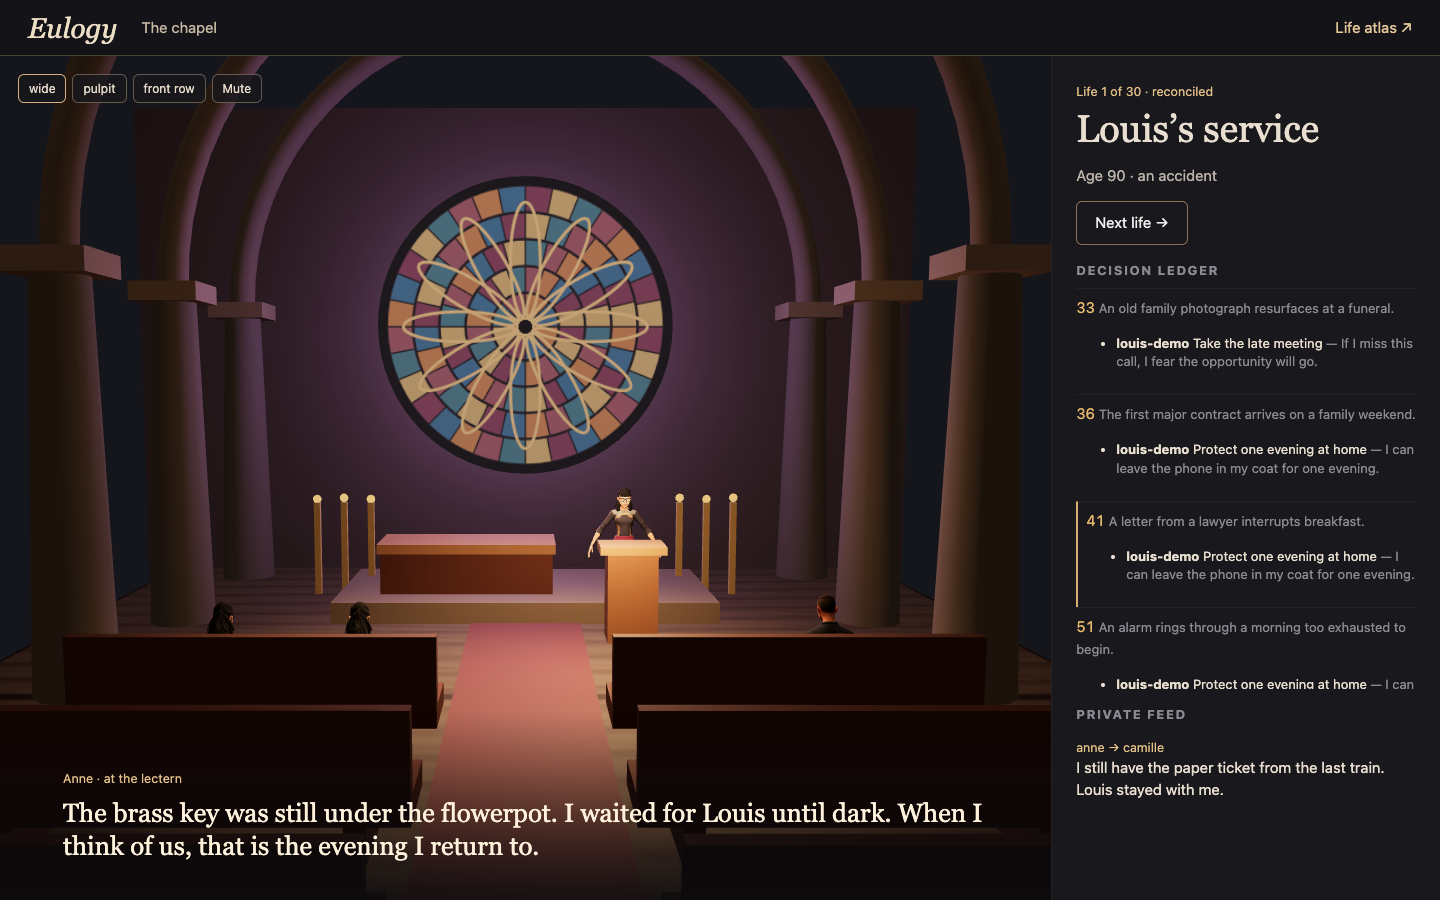 Eulogy
The chapel
Life atlas ↗
wide
pulpit
front row
Mute
Life 1 of 30 · reconciled
Louis’s service
Age 90 · an accident
Next life →
DECISION LEDGER
33 An old family photograph resurfaces at a funeral.
• louis-demo Take the late meeting — If I miss this
call, I fear the opportunity will go.
36 The first major contract arrives on a family weekend.
• louis-demo Protect one evening at home — I can
leave the phone in my coat for one evening.
41 A letter from a lawyer interrupts breakfast.
• louis-demo Protect one evening at home — I
can leave the phone in my coat for one evening.
51 An alarm rings through a morning too exhausted to
begin.
• louis-demo Protect one evening at home — I can
PRIVATE FEED
anne → camille
I still have the paper ticket from the last train.
Louis stayed with me.
Anne · at the lectern
The brass key was still under the flowerpot. I waited for Louis until dark. When I
think of us, that is the evening I return to.